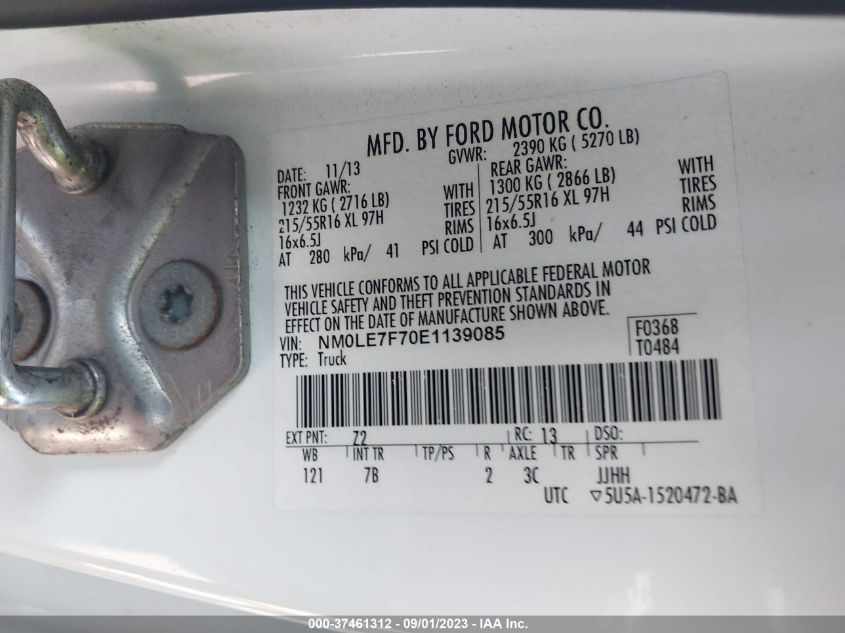 MFD. BY FORD MOTOR CO.
DATE: 11/13 GVWR: 2390 KG ( 5270 LB)
FRONT GAWR: WITH REAR GAWR: WITH
1232 KG ( 2716 LB) TIRES 1300 KG ( 2866 LB) TIRES
215/55R16 XL 97H RIMS 215/55R16 XL 97H RIMS
16x6.5J 16x6.5J
AT 280 kPa/ 41 PSI COLD AT 300 kPa/ 44 PSI COLD
THIS VEHICLE CONFORMS TO ALL APPLICABLE FEDERAL MOTOR
VEHICLE SAFETY AND THEFT PREVENTION STANDARDS IN
EFFECT ON THE DATE OF MANUFACTURE SHOWN ABOVE.
VIN: NM0LE7F70E1139085 F0368
TYPE: Truck T0484
EXT PNT: Z2 RC: 13 DSO:
WB INT TR TP/PS R AXLE TR SPR
121 7B 2 3C JJHH
UTC ▽5U5A-1520472-BA
000-37461312 - 09/01/2023 - IAA Inc.